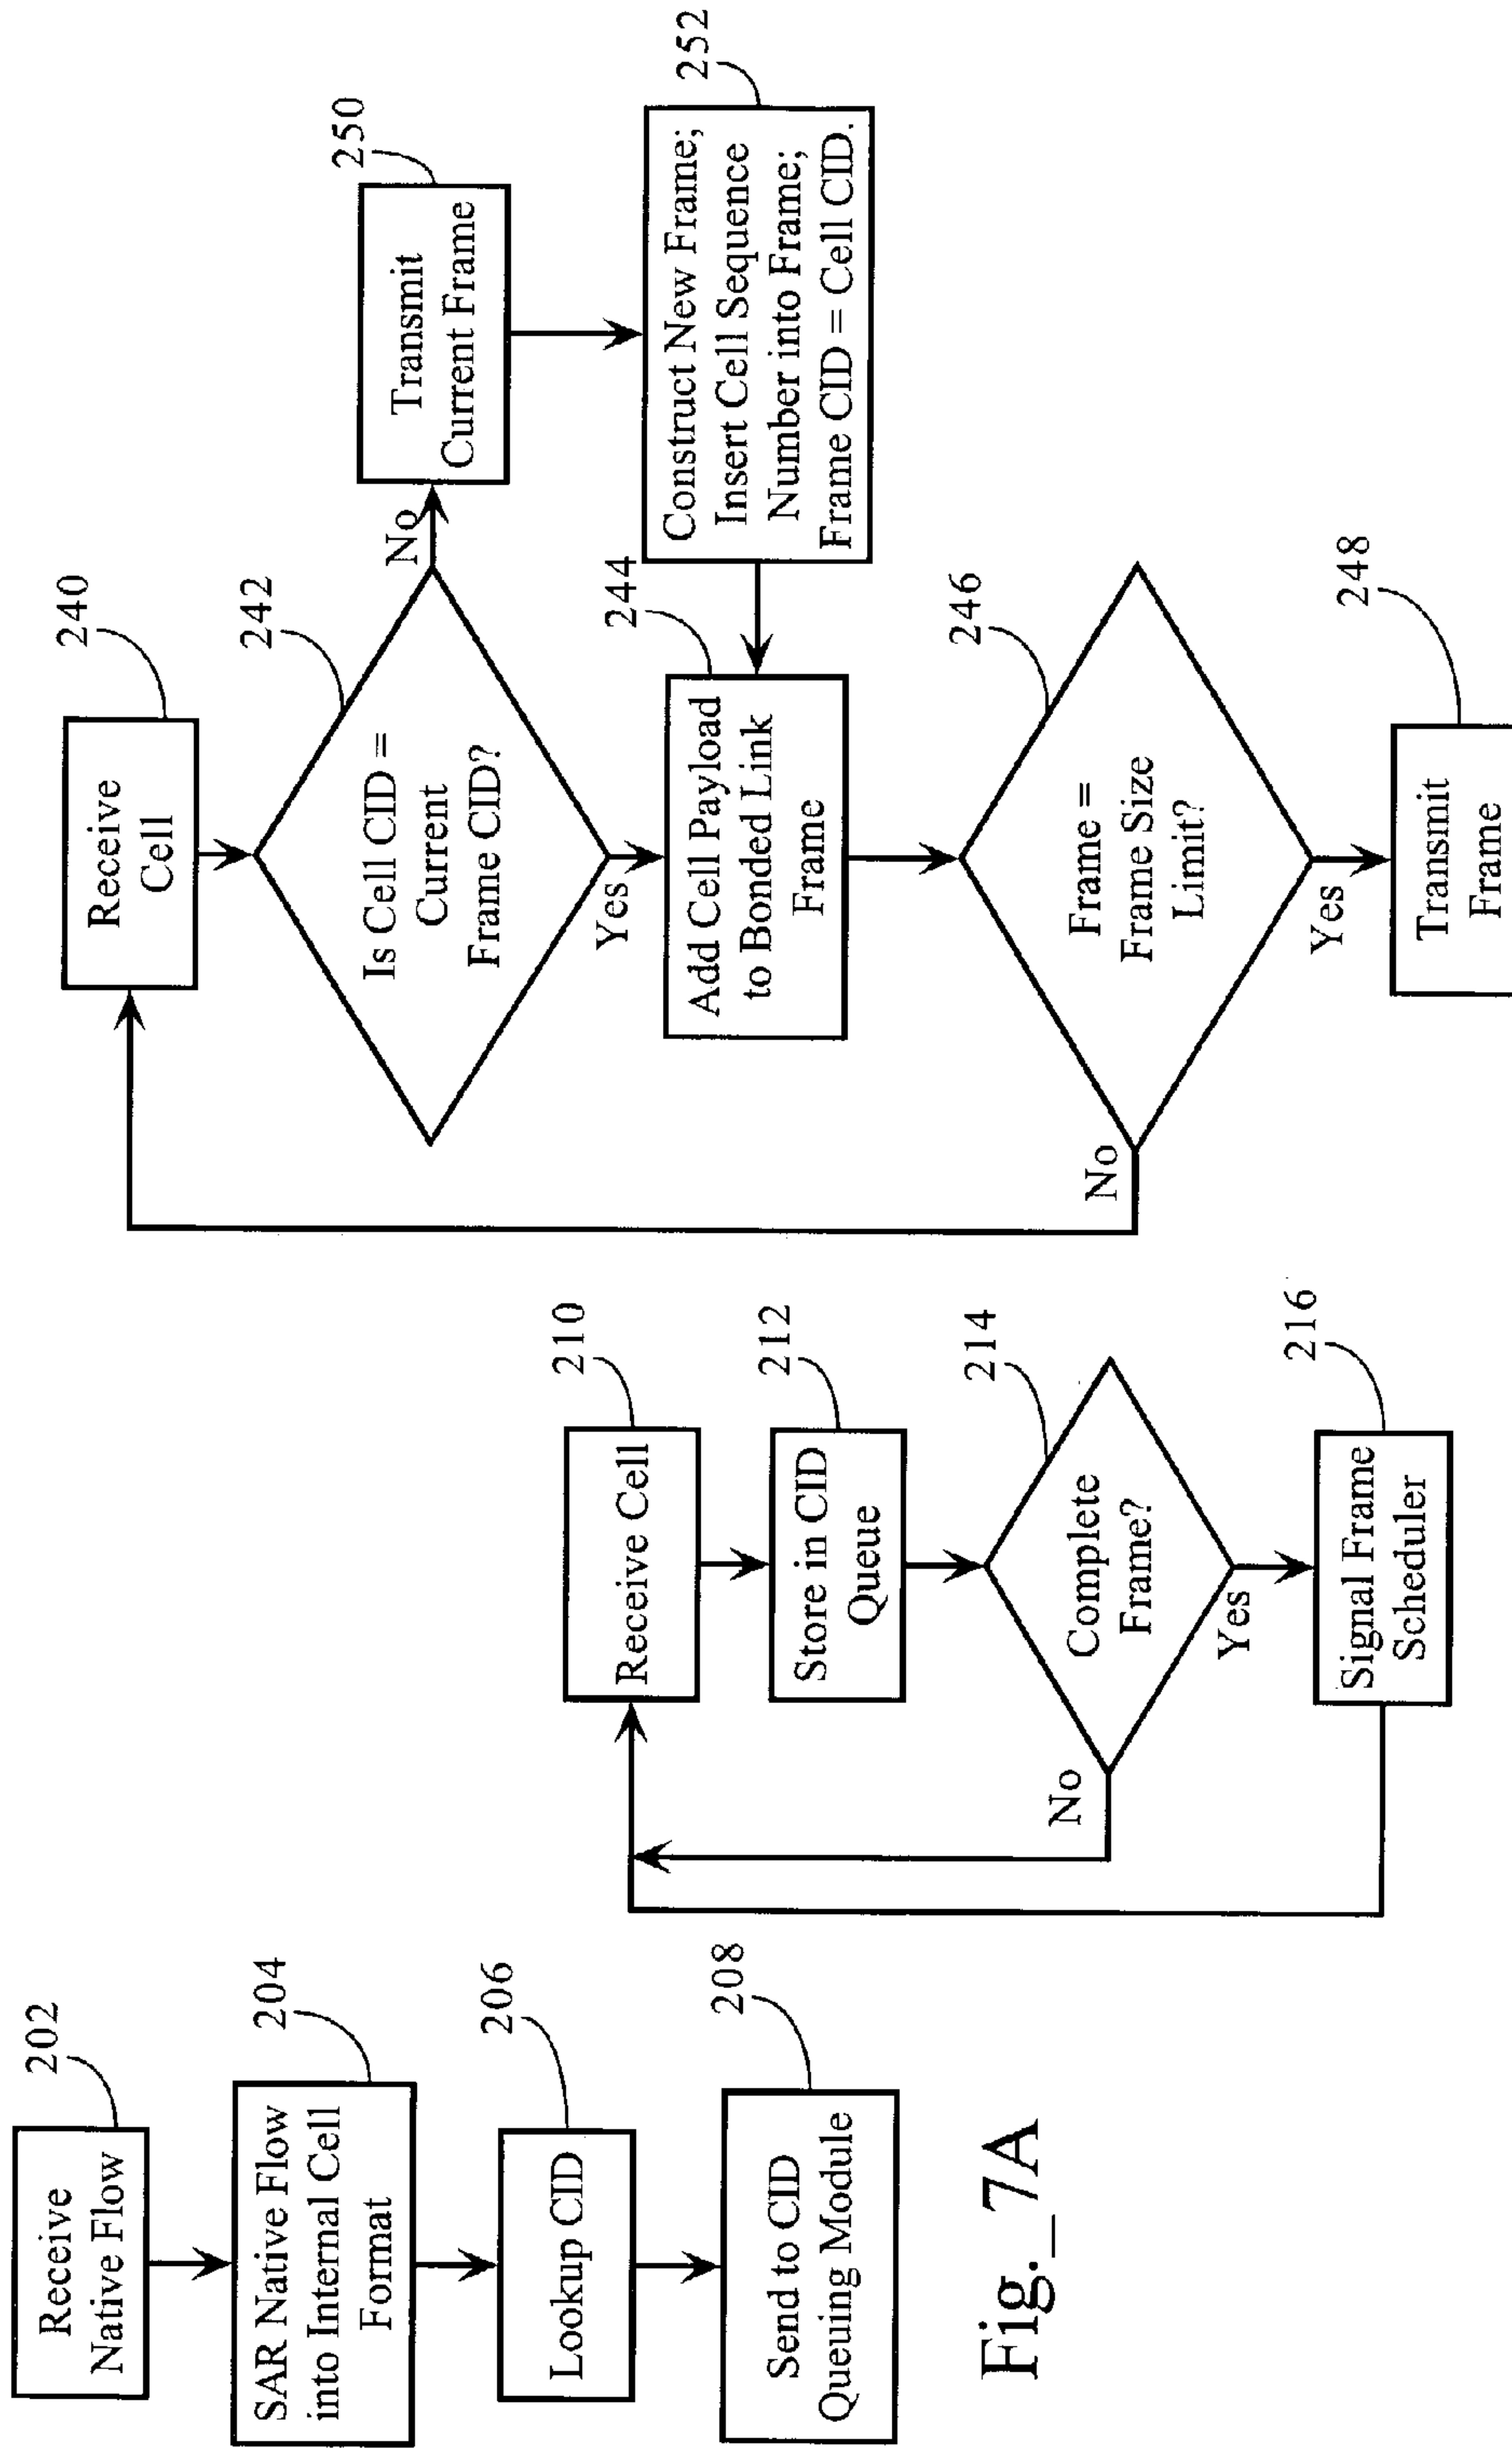 202
Receive
Native Flow
204
SAR Native Flow
into Internal Cell
Format
206
Lookup CID
208
Send to CID
Queuing Module
Fig._7A
210
Receive Cell
212
Store in CID
Queue
214
Complete
Frame?
No
Yes
216
Signal Frame
Scheduler
240
Receive
Cell
242
Is Cell CID =
Current
Frame CID?
No
Yes
250
Transmit
Current Frame
252
Construct New Frame;
Insert Cell Sequence
Number into Frame;
Frame CID = Cell CID.
244
Add Cell Payload
to Bonded Link
Frame
246
Frame =
Frame Size
Limit?
No
Yes
248
Transmit
Frame